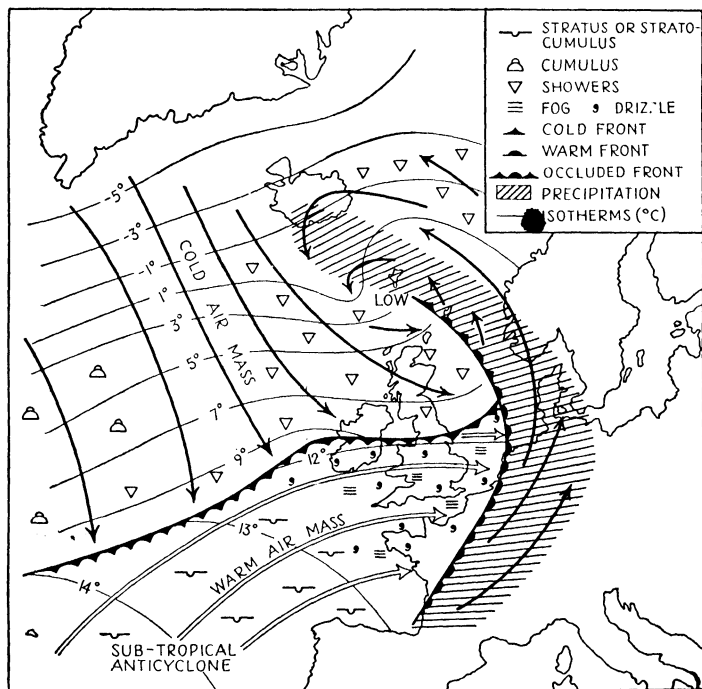 STRATUS OR STRATO-
CUMULUS
CUMULUS
SHOWERS
FOG DRIZZLE
COLD FRONT
WARM FRONT
OCCLUDED FRONT
PRECIPITATION
ISOTHERMS (°C)
-5°
-3°
-1°
1°
3°
5°
7°
9°
COLD AIR MASS
LOW
12°
13°
14°
WARM AIR MASS
SUB-TROPICAL
ANTICYCLONE